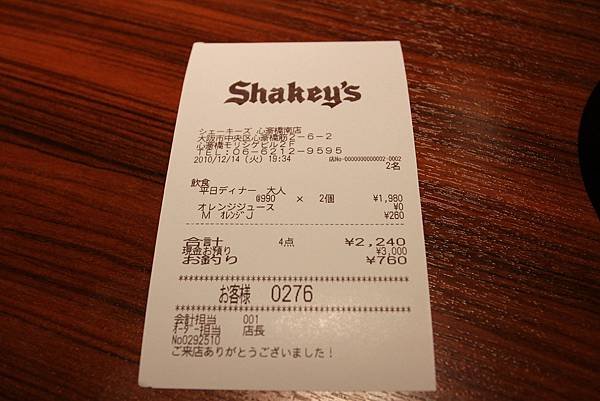 Shakey's
シェーキーズ 心斎橋南店
大阪市中央区心斎橋筋2-6-2
心斎橋モリシゲビル2F
TEL:06-6212-9595
2010/12/14 (火) 19:34 店No-000000000002-0002
2名
飲食
平日ディナー 大人
@990 × 2個 ¥1,980
オレンジジュース ¥0
M オレンジJ ¥260
合計 4点 ¥2,240
現金お預り ¥3,000
お釣り ¥760
お客様 0276
会計担当 001
オーダー担当 店長
No0292510
ご来店ありがとうございました!